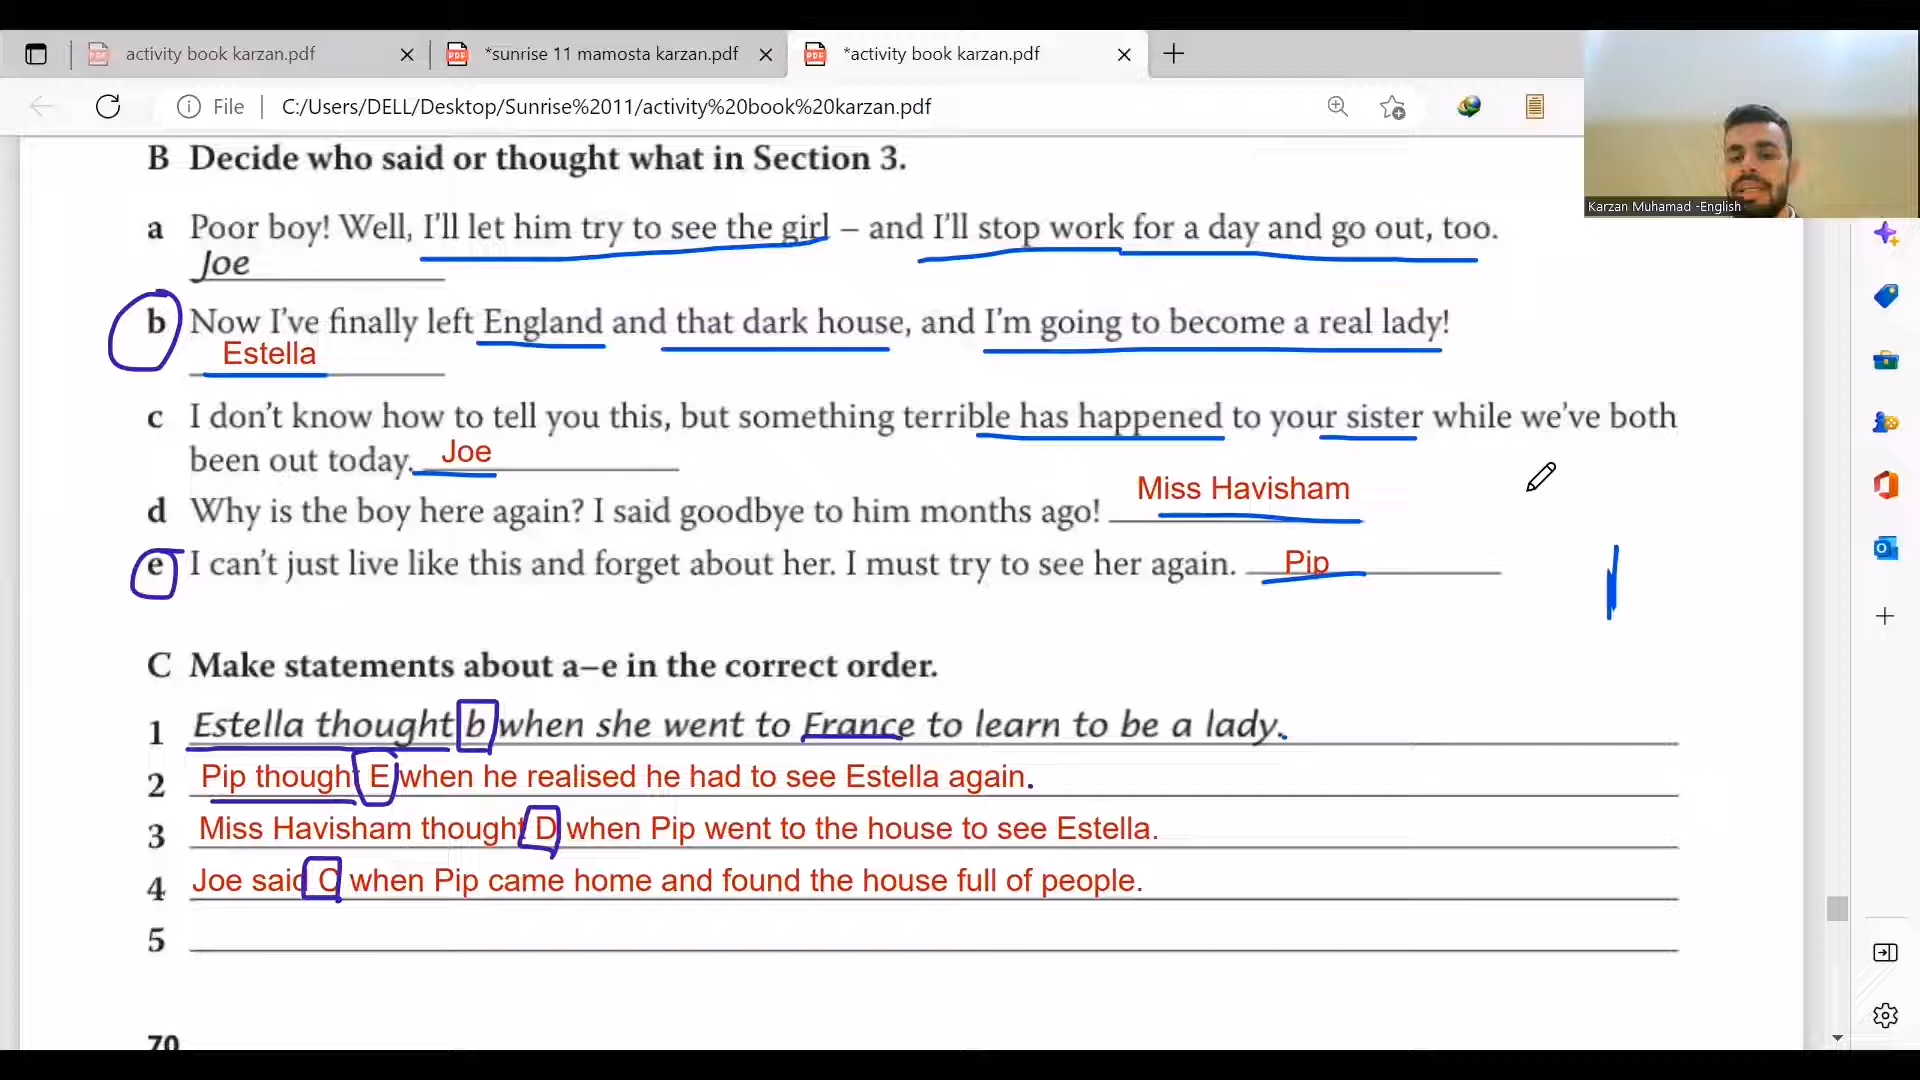 activity book karzan.pdf
*sunrise 11 mamosta karzan.pdf
*activity book karzan.pdf
File
C:/Users/DELL/Desktop/Sunrise%2011/activity%20book%20karzan.pdf
Karzan Muhamad -English
B Decide who said or thought what in Section 3.
a Poor boy! Well, I'll let him try to see the girl – and I'll stop work for a day and go out, too.
Joe
b Now I've finally left England and that dark house, and I'm going to become a real lady!
Estella
c I don't know how to tell you this, but something terrible has happened to your sister while we've both
been out today. Joe
d Why is the boy here again? I said goodbye to him months ago! Miss Havisham
e I can't just live like this and forget about her. I must try to see her again. Pip
C Make statements about a–e in the correct order.
1 Estella thought b when she went to France to learn to be a lady.
2 Pip thought E when he realised he had to see Estella again.
3 Miss Havisham thought D when Pip went to the house to see Estella.
4 Joe said C when Pip came home and found the house full of people.
5
70